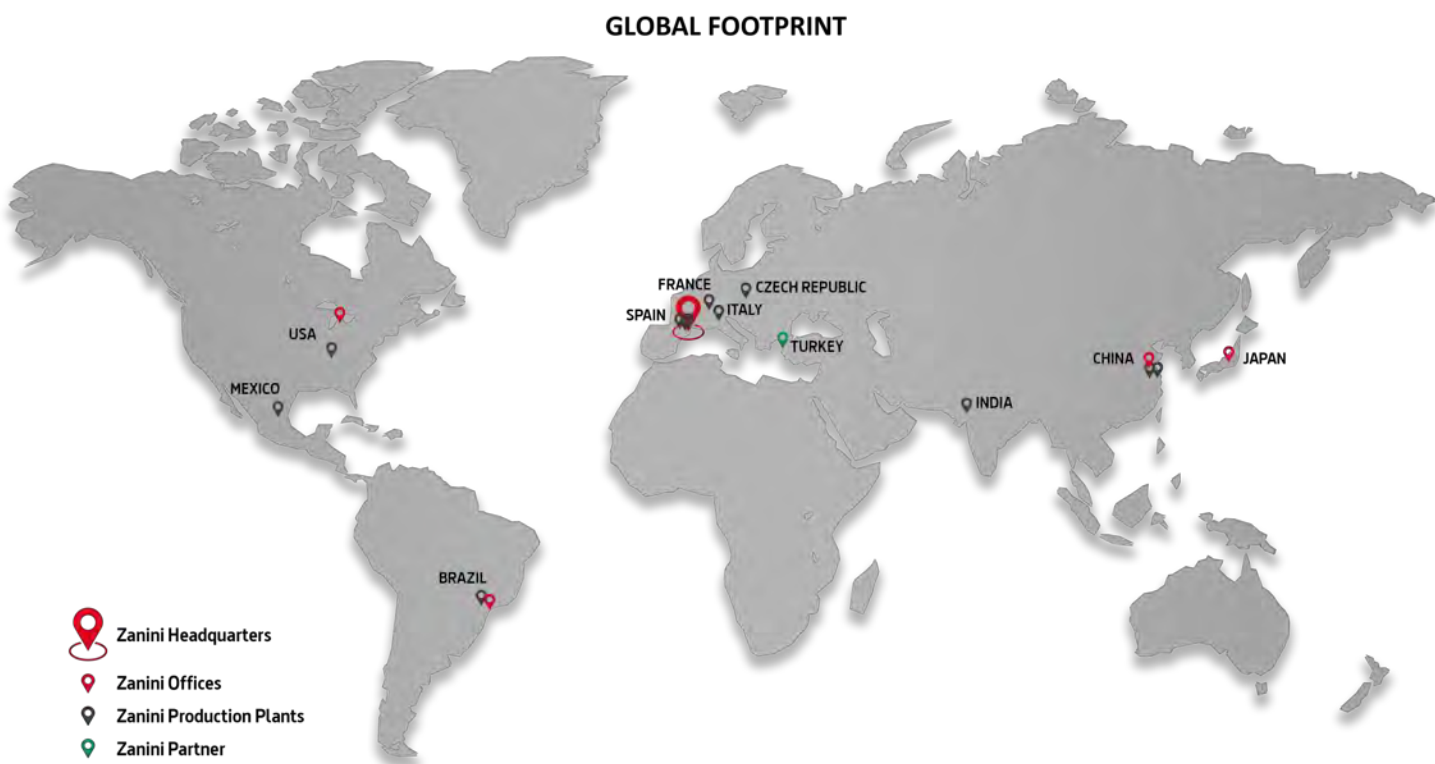 GLOBAL FOOTPRINT
FRANCE
CZECH REPUBLIC
SPAIN
ITALY
USA
TURKEY
CHINA
JAPAN
MEXICO
INDIA
BRAZIL
Zanini Headquarters
Zanini Offices
Zanini Production Plants
Zanini Partner